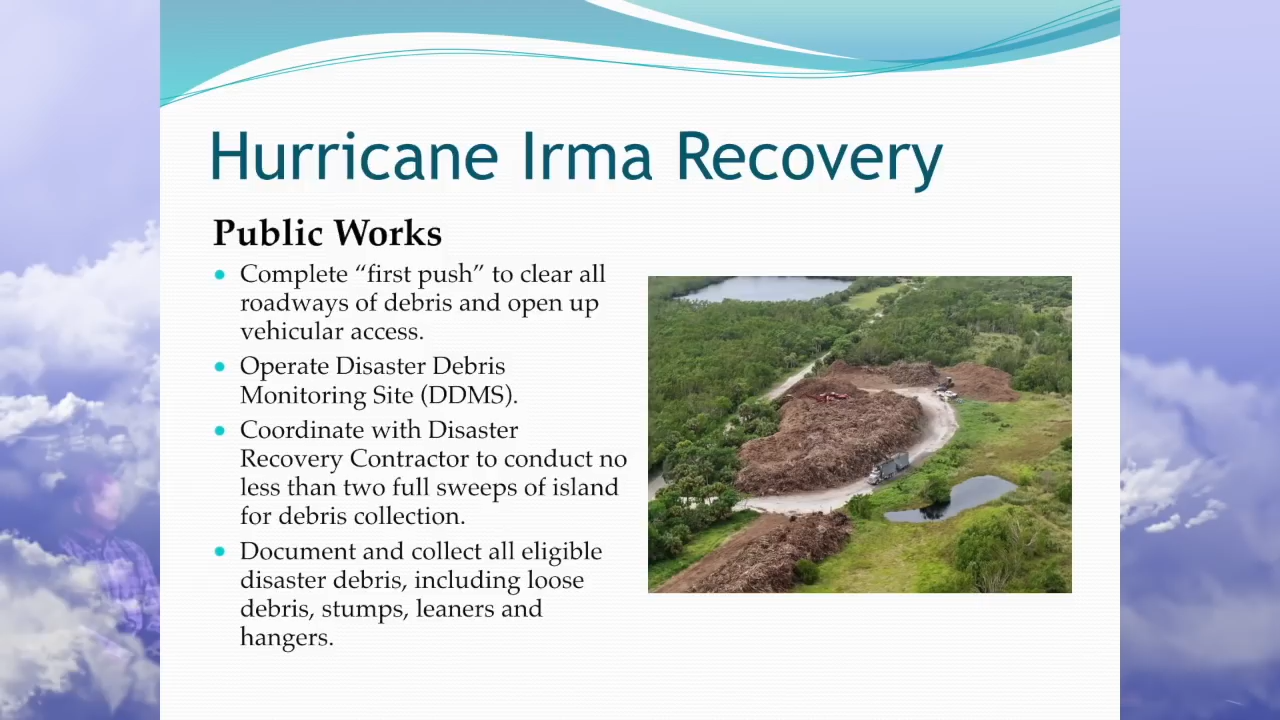 Hurricane Irma Recovery
Public Works
• Complete “first push” to clear all
roadways of debris and open up
vehicular access.
• Operate Disaster Debris
Monitoring Site (DDMS).
• Coordinate with Disaster
Recovery Contractor to conduct no
less than two full sweeps of island
for debris collection.
• Document and collect all eligible
disaster debris, including loose
debris, stumps, leaners and
hangers.